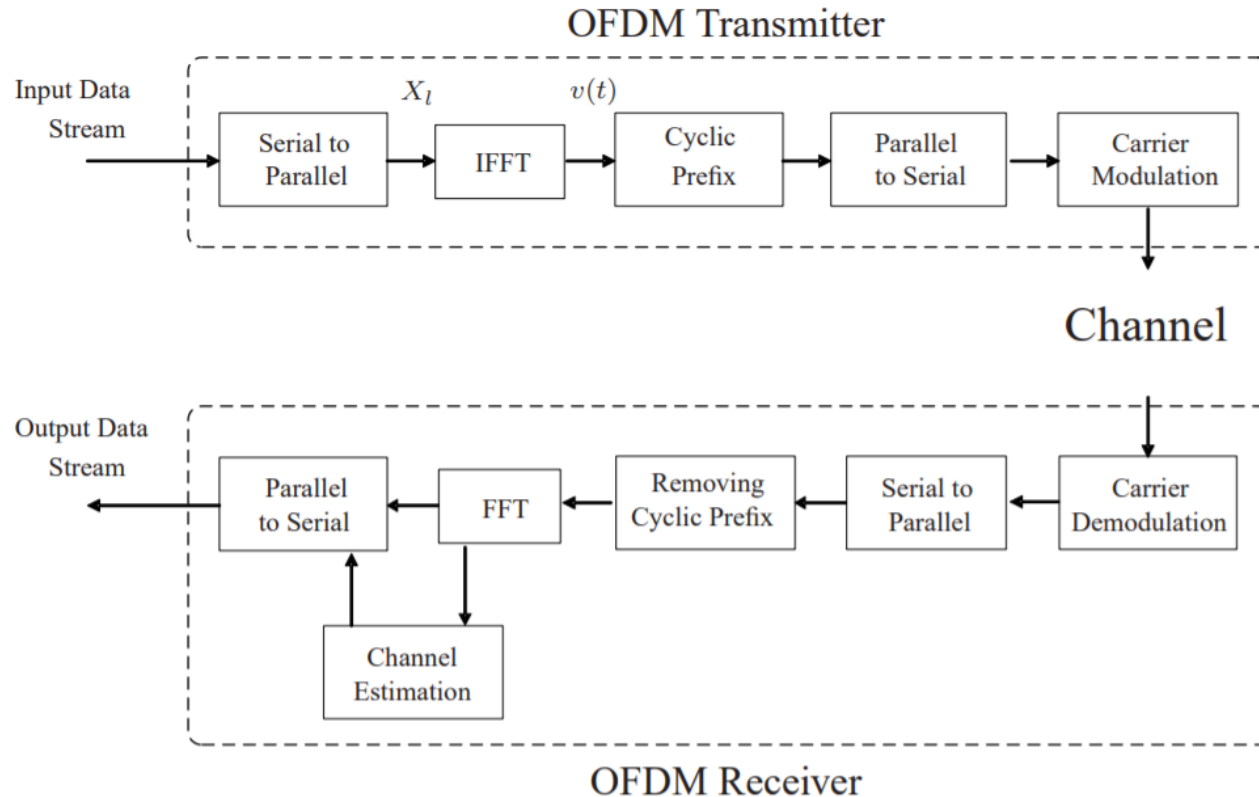 OFDM Transmitter
Input Data
Stream
X_l
v(t)
Serial to
Parallel
IFFT
Cyclic
Prefix
Parallel
to Serial
Carrier
Modulation
Channel
Output Data
Stream
Parallel
to Serial
FFT
Removing
Cyclic Prefix
Serial to
Parallel
Carrier
Demodulation
Channel
Estimation
OFDM Receiver